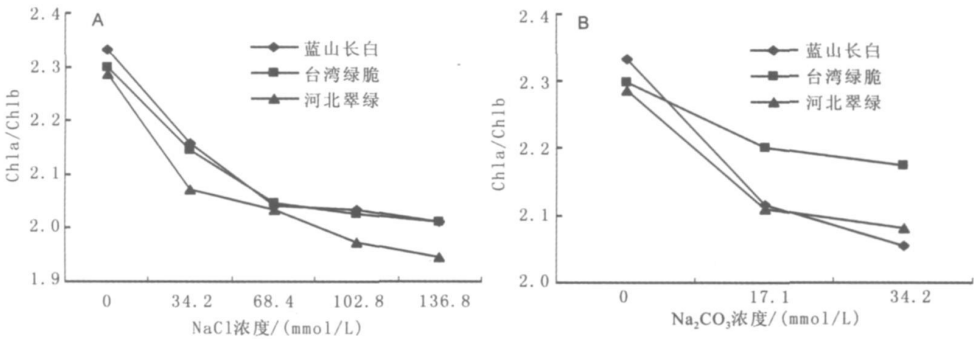 A
2.4
2.3
2.2
2.1
2.0
1.9
Chla/Chlb
蓝山长白
台湾绿脆
河北翠绿
0 34.2 68.4 102.8 136.8
NaCl浓度/(mmol/L)
B
2.4
2.3
2.2
2.1
2.0
Chla/Chlb
蓝山长白
台湾绿脆
河北翠绿
0 17.1 34.2
Na₂CO₃浓度/(mmol/L)